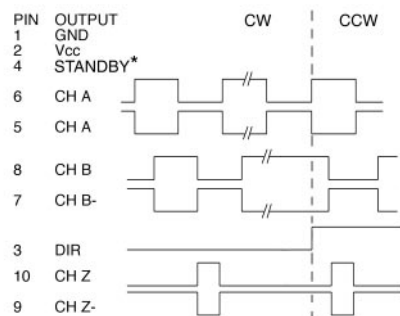 PIN OUTPUT CW CCW
1 GND
2 Vcc
4 STANDBY*
6 CH A
5 CH A
8 CH B
7 CH B-
3 DIR
10 CH Z
9 CH Z-